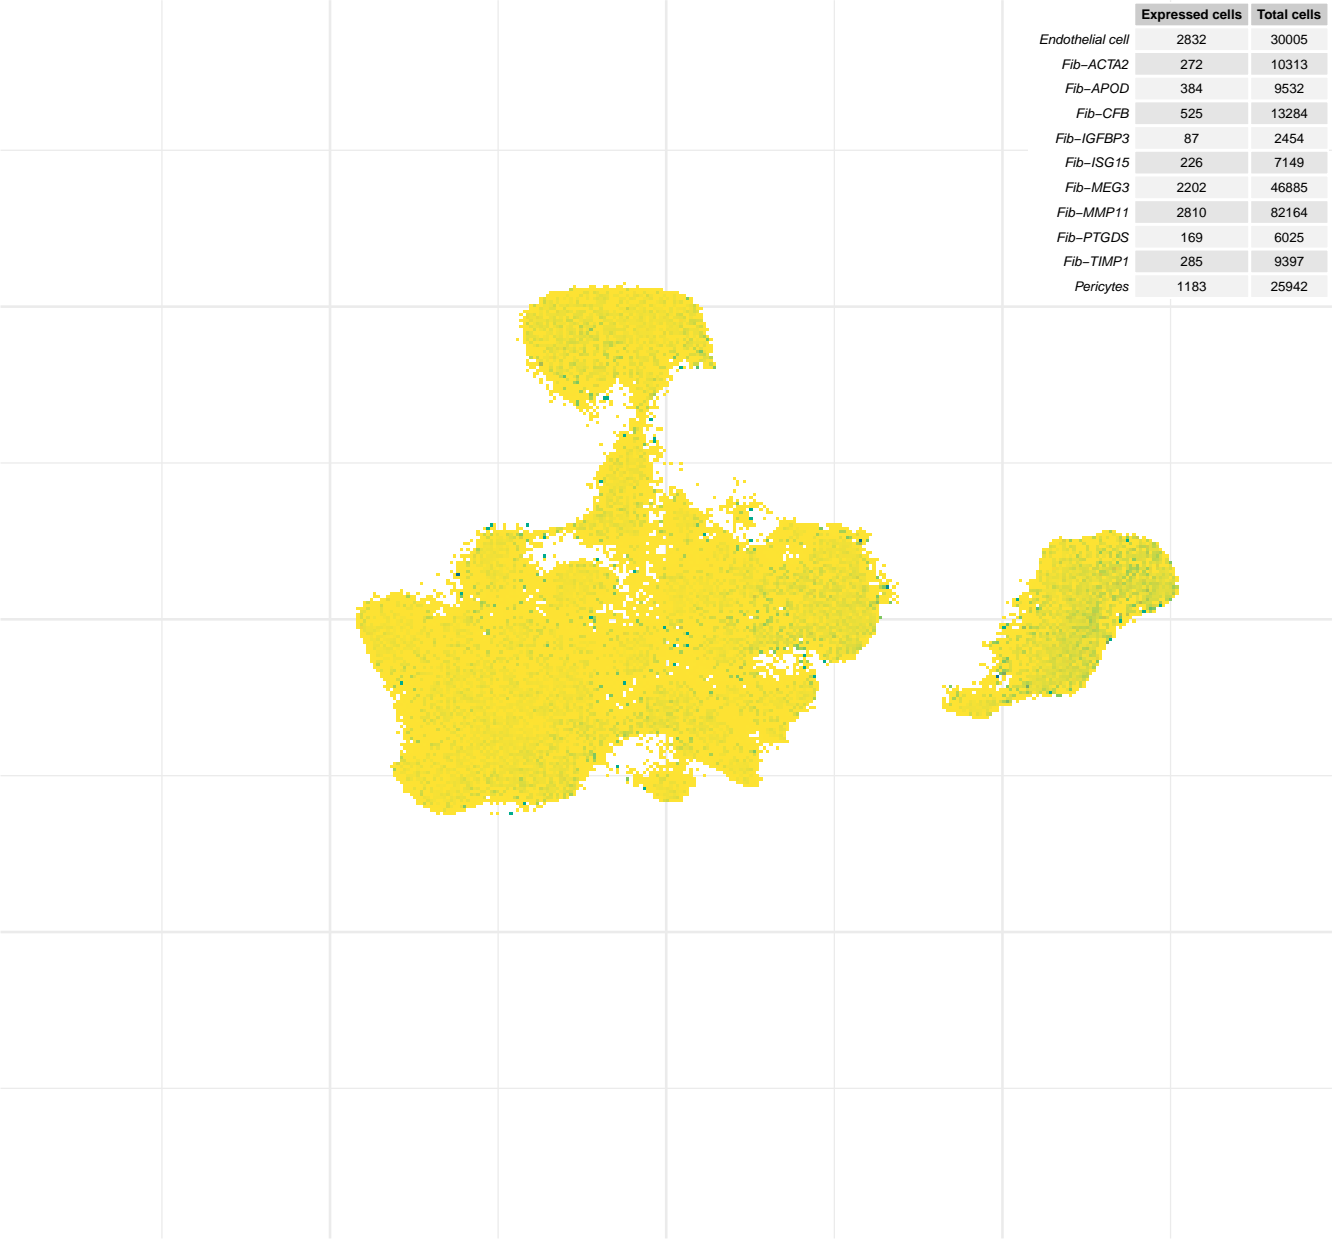 Expressed cells Total cells
Endothelial cell 2832 30005
Fib−ACTA2 272 10313
Fib−APOD 384 9532
Fib−CFB 525 13284
Fib−IGFBP3 87 2454
Fib−ISG15 226 7149
Fib−MEG3 2202 46885
Fib−MMP11 2810 82164
Fib−PTGDS 169 6025
Fib−TIMP1 285 9397
Pericytes 1183 25942